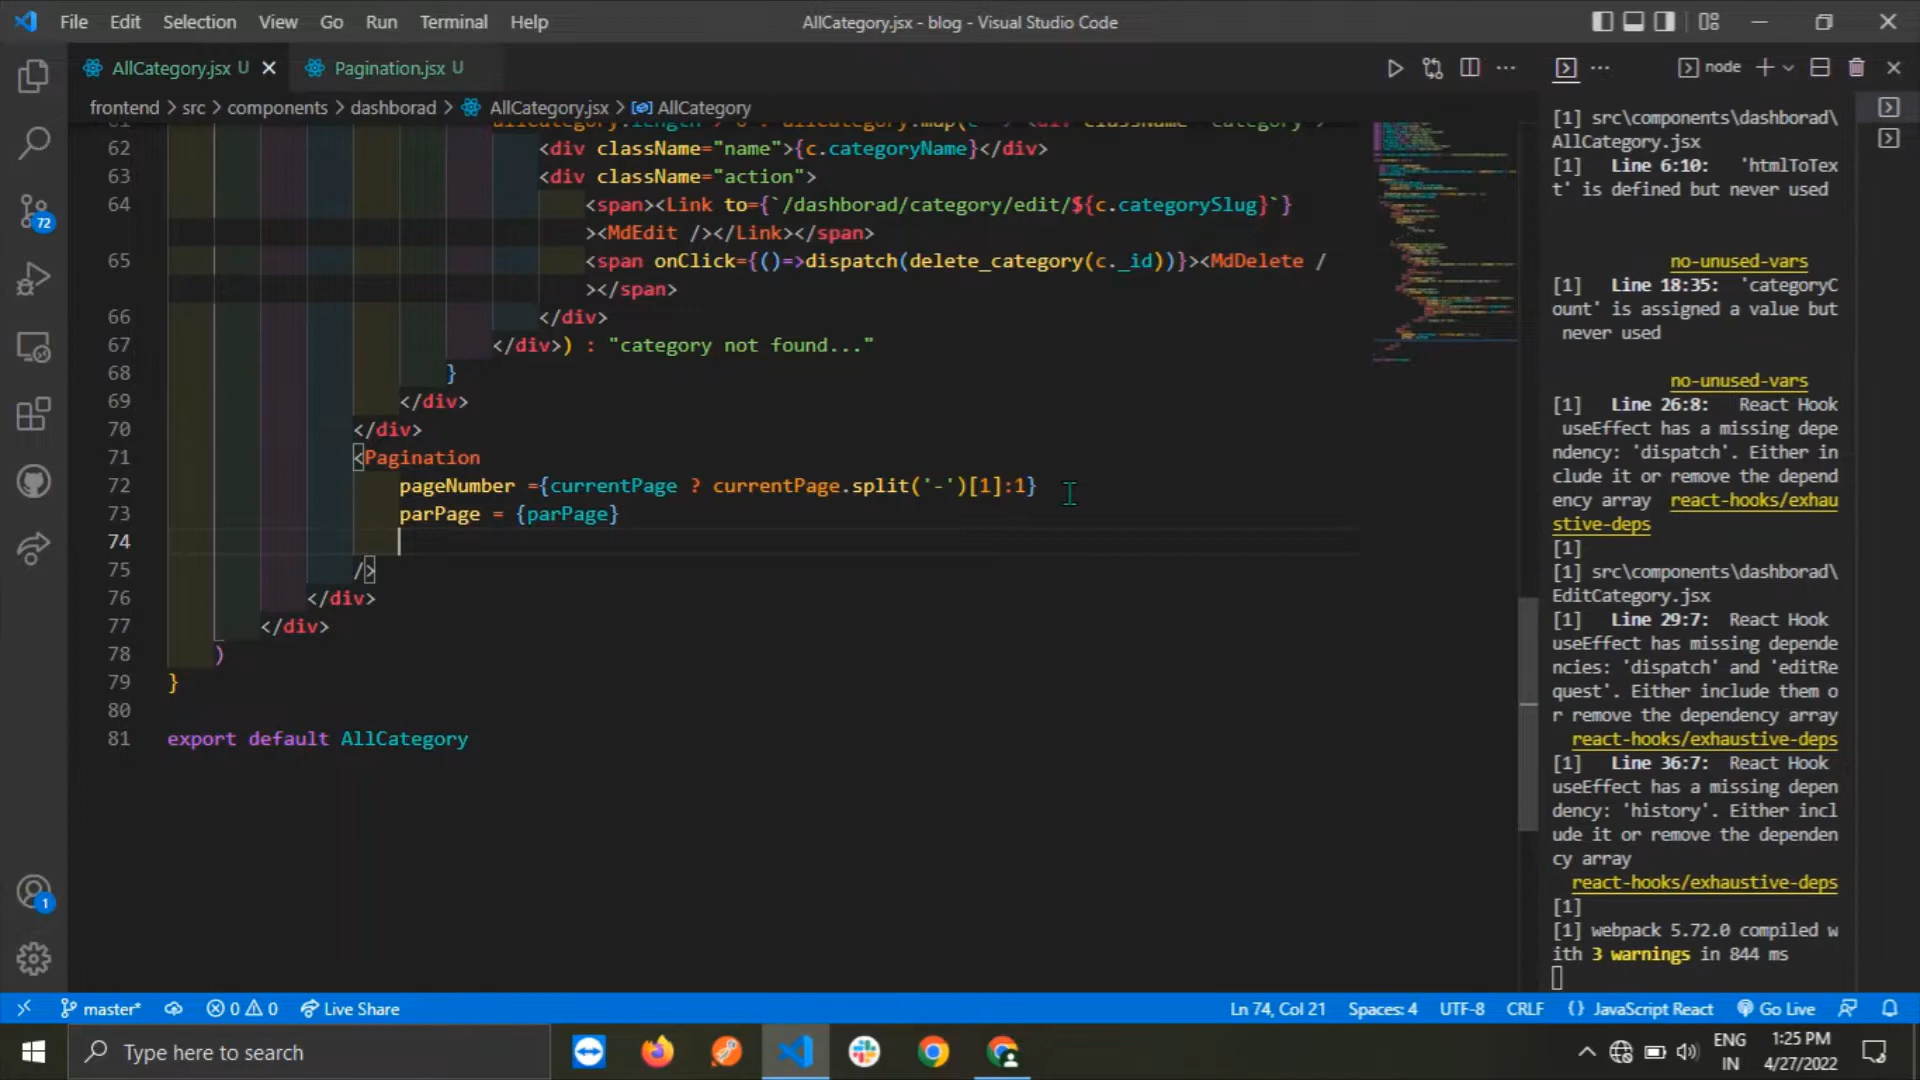 File Edit Selection View Go Run Terminal Help
AllCategory.jsx - blog - Visual Studio Code
AllCategory.jsx U
Pagination.jsx U
node
frontend > src > components > dashborad > AllCategory.jsx > AllCategory
62 <div className="name">{c.categoryName}</div>
63 <div className="action">
64 <span><Link to={`/dashborad/category/edit/${c.categorySlug}`}
><MdEdit /></Link></span>
65 <span onClick={()=>dispatch(delete_category(c._id))}><MdDelete /
></span>
66 </div>
67 </div>) : "category not found..."
68 }
69 </div>
70 </div>
71 <Pagination
72 pageNumber ={currentPage ? currentPage.split('-')[1]:1}
73 parPage = {parPage}
74
75 />
76 </div>
77 </div>
78 )
79 }
80
81 export default AllCategory
[1] src\components\dashborad\
AllCategory.jsx
[1] Line 6:10: 'htmlToTex
t' is defined but never used
no-unused-vars
[1] Line 18:35: 'categoryC
ount' is assigned a value but
never used
no-unused-vars
[1] Line 26:8: React Hook
useEffect has a missing depe
ndency: 'dispatch'. Either in
clude it or remove the depend
ency array react-hooks/exhau
stive-deps
[1]
[1] src\components\dashborad\
EditCategory.jsx
[1] Line 29:7: React Hook
useEffect has missing depende
ncies: 'dispatch' and 'editRe
quest'. Either include them o
r remove the dependency array
react-hooks/exhaustive-deps
[1] Line 36:7: React Hook
useEffect has a missing depen
dency: 'history'. Either incl
ude it or remove the dependen
cy array
react-hooks/exhaustive-deps
[1]
[1] webpack 5.72.0 compiled w
ith 3 warnings in 844 ms
72
1
master* 0 0 Live Share
Ln 74, Col 21 Spaces: 4 UTF-8 CRLF {} JavaScript React Go Live
Type here to search
ENG
IN
1:25 PM
4/27/2022